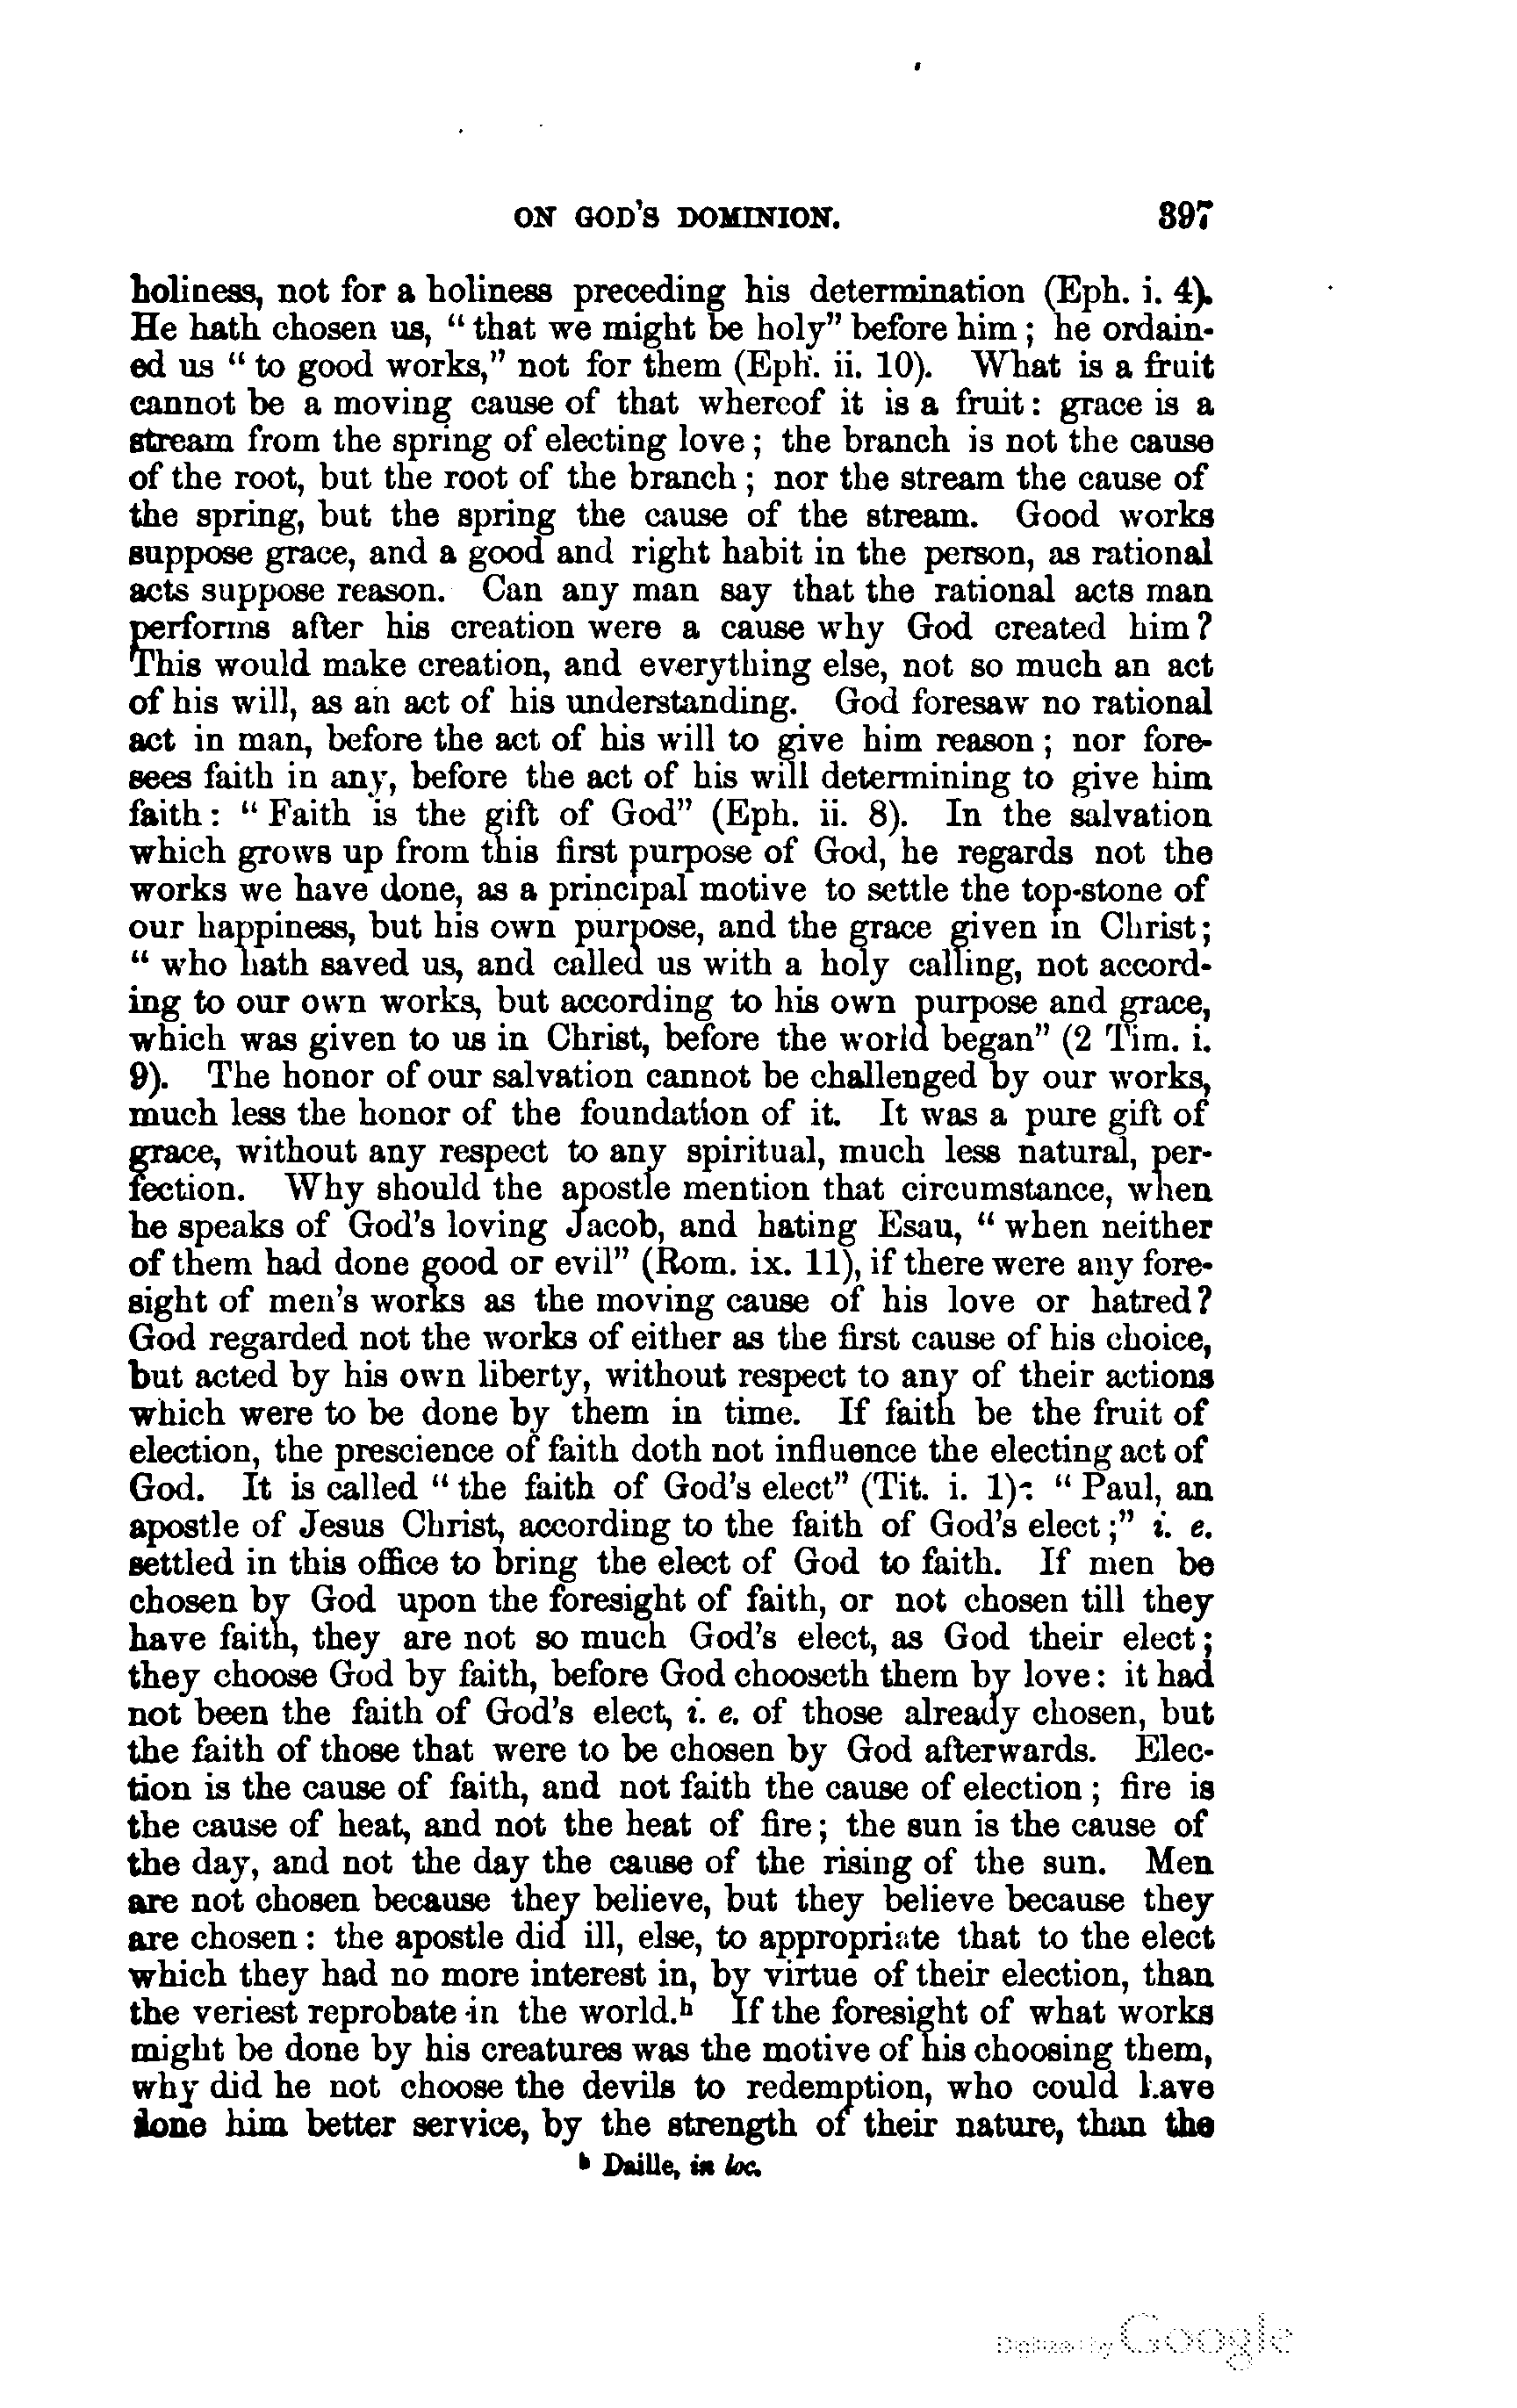 ON GOD'S DOMINION. 397
holiness, not for a holiness preceding his determination (Eph. i. 4).
He hath chosen us, “ that we might be holy” before him ; he ordain-
ed us “ to good works,” not for them (Eph. ii. 10). What is a fruit
cannot be a moving cause of that whereof it is a fruit : grace is a
stream from the spring of electing love ; the branch is not the cause
of the root, but the root of the branch ; nor the stream the cause of
the spring, but the spring the cause of the stream. Good works
suppose grace, and a good and right habit in the person, as rational
acts suppose reason. Can any man say that the rational acts man
performs after his creation were a cause why God created him ?
This would make creation, and everything else, not so much an act
of his will, as an act of his understanding. God foresaw no rational
act in man, before the act of his will to give him reason ; nor fore-
sees faith in any, before the act of his will determining to give him
faith : “ Faith is the gift of God” (Eph. ii. 8). In the salvation
which grows up from this first purpose of God, he regards not the
works we have done, as a principal motive to settle the top-stone of
our happiness, but his own purpose, and the grace given in Christ ;
“ who hath saved us, and called us with a holy calling, not accord-
ing to our own works, but according to his own purpose and grace,
which was given to us in Christ, before the world began” (2 Tim. i.
9). The honor of our salvation cannot be challenged by our works,
much less the honor of the foundation of it. It was a pure gift of
grace, without any respect to any spiritual, much less natural, per-
fection. Why should the apostle mention that circumstance, when
he speaks of God's loving Jacob, and hating Esau, “ when neither
of them had done good or evil” (Rom. ix. 11), if there were any fore-
sight of men's works as the moving cause of his love or hatred ?
God regarded not the works of either as the first cause of his choice,
but acted by his own liberty, without respect to any of their actions
which were to be done by them in time. If faith be the fruit of
election, the prescience of faith doth not influence the electing act of
God. It is called “ the faith of God's elect” (Tit. i. 1): “ Paul, an
apostle of Jesus Christ, according to the faith of God's elect ;” i. e.
settled in this office to bring the elect of God to faith. If men be
chosen by God upon the foresight of faith, or not chosen till they
have faith, they are not so much God's elect, as God their elect ;
they choose God by faith, before God chooseth them by love : it had
not been the faith of God's elect, i. e. of those already chosen, but
the faith of those that were to be chosen by God afterwards. Elec-
tion is the cause of faith, and not faith the cause of election ; fire is
the cause of heat, and not the heat of fire ; the sun is the cause of
the day, and not the day the cause of the rising of the sun. Men
are not chosen because they believe, but they believe because they
are chosen : the apostle did ill, else, to appropriate that to the elect
which they had no more interest in, by virtue of their election, than
the veriest reprobate in the world.h If the foresight of what works
might be done by his creatures was the motive of his choosing them,
why did he not choose the devils to redemption, who could have
done him better service, by the strength of their nature, than the
h Daille, in loc.
Digitized by Google